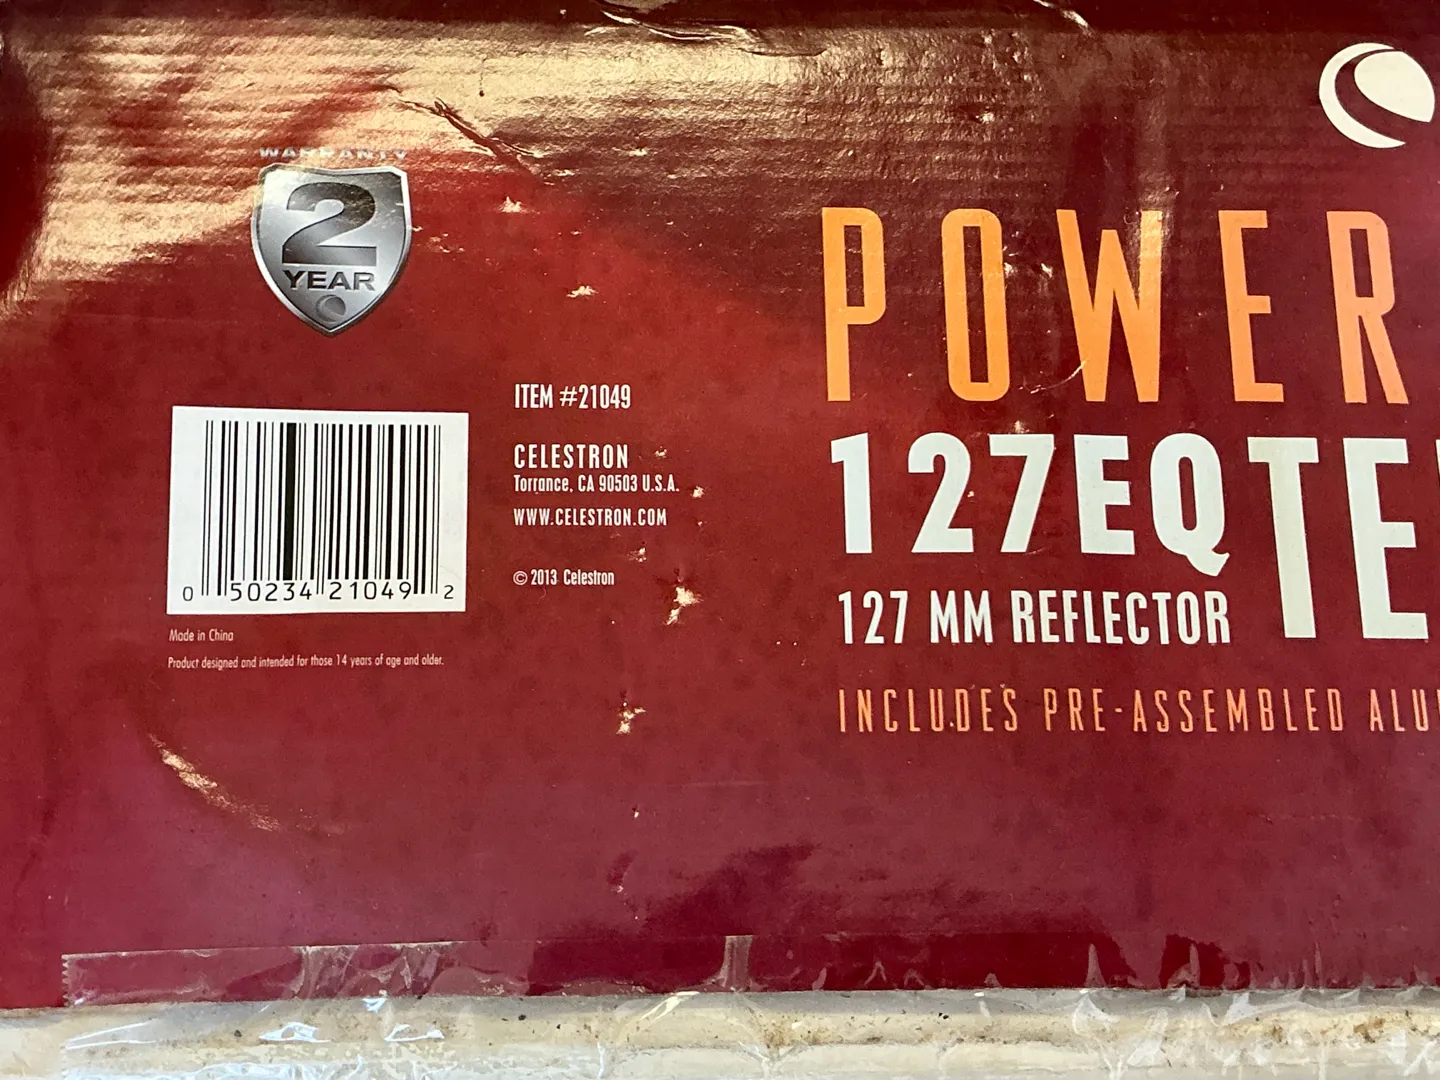 WARRANTY
2
YEAR
ITEM #21049
CELESTRON
Torrance, CA 90503 U.S.A.
WWW.CELESTRON.COM
© 2013 Celestron
0 50234 21049 2
Made in China
Product designed and intended for those 14 years of age and older.
POWER
127EQ TE
127 MM REFLECTOR
INCLUDES PRE-ASSEMBLED ALU